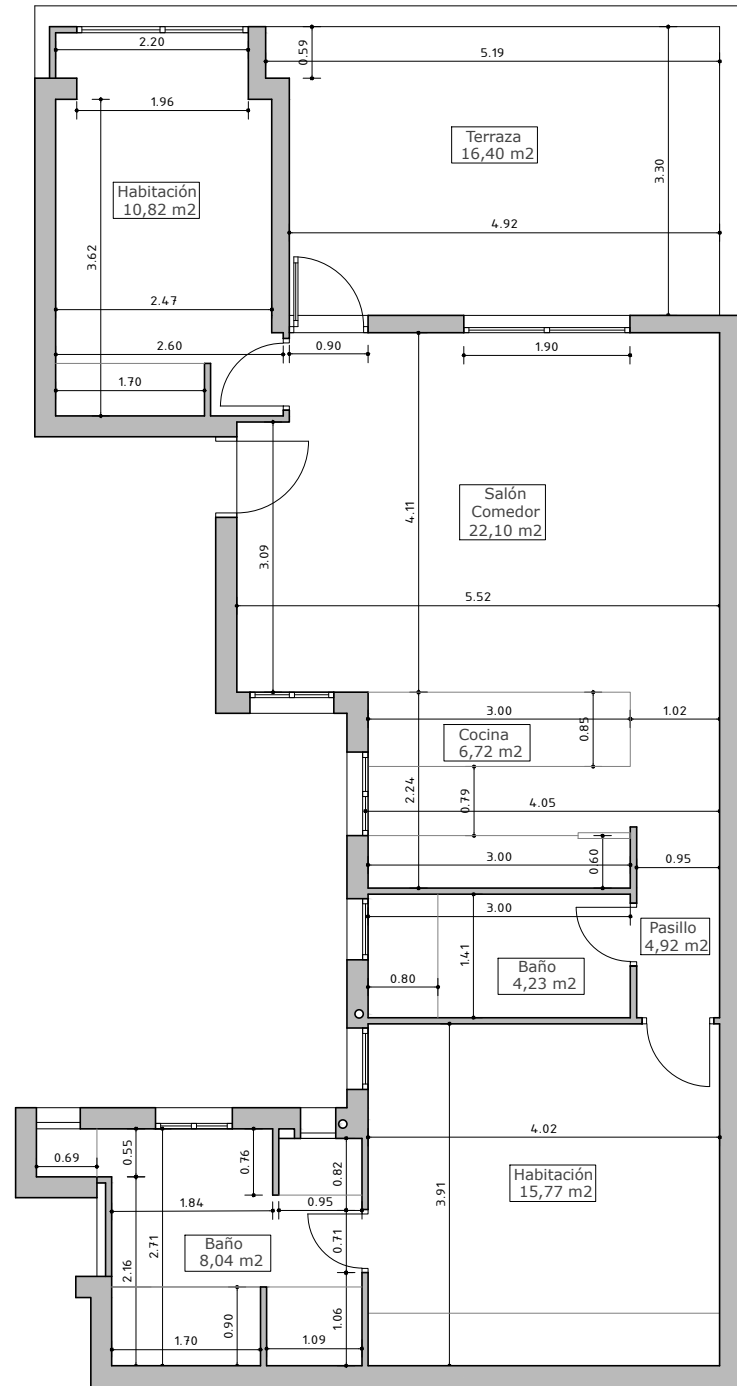 2.20
0.59
5.19
1.96
Terraza
16,40 m2
3.30
Habitación
10,82 m2
4.92
3.62
2.47
2.60
0.90
1.90
1.70
Salón
Comedor
22,10 m2
4.11
3.09
5.52
3.00
1.02
0.85
Cocina
6,72 m2
2.24
0.79
4.05
3.00
0.60
0.95
3.00
Pasillo
4,92 m2
1.41
Baño
4,23 m2
0.80
4.02
0.69
0.55
0.76
0.82
3.91
Habitación
15,77 m2
1.84
0.95
2.71
Baño
8,04 m2
0.71
2.16
0.90
1.06
1.70
1.09